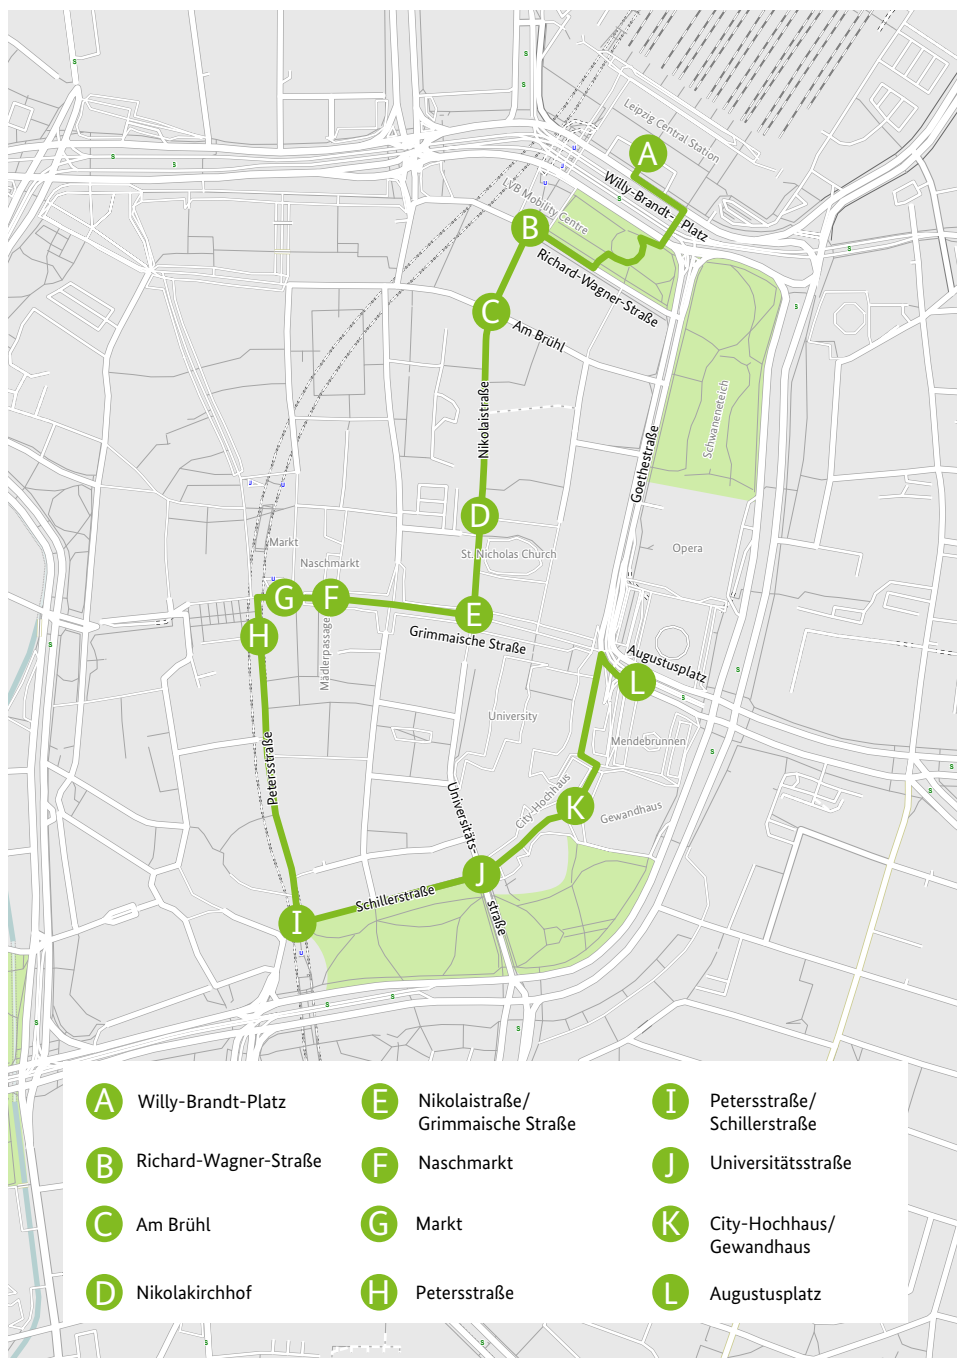 Leipzig Central Station
A
Willy-Brandt-Platz
LVB Mobility Centre
B
Richard-Wagner-Straße
C
Am Brühl
Nikolaistraße
Goethestraße
Schwaneneteich
D
St. Nicholas Church
Opera
Markt
Naschmarkt
G
F
E
H
Grimmaische Straße
Mädlerpassage
Augustusplatz
L
University
Mendebrunnen
Petersstraße
Universitäts-
straße
City-Hochhaus
K
Gewandhaus
J
Schillerstraße
I
A Willy-Brandt-Platz
B Richard-Wagner-Straße
C Am Brühl
D Nikolakirchhof
E Nikolaistraße/
Grimmaische Straße
F Naschmarkt
G Markt
H Petersstraße
I Petersstraße/
Schillerstraße
J Universitätsstraße
K City-Hochhaus/
Gewandhaus
L Augustusplatz